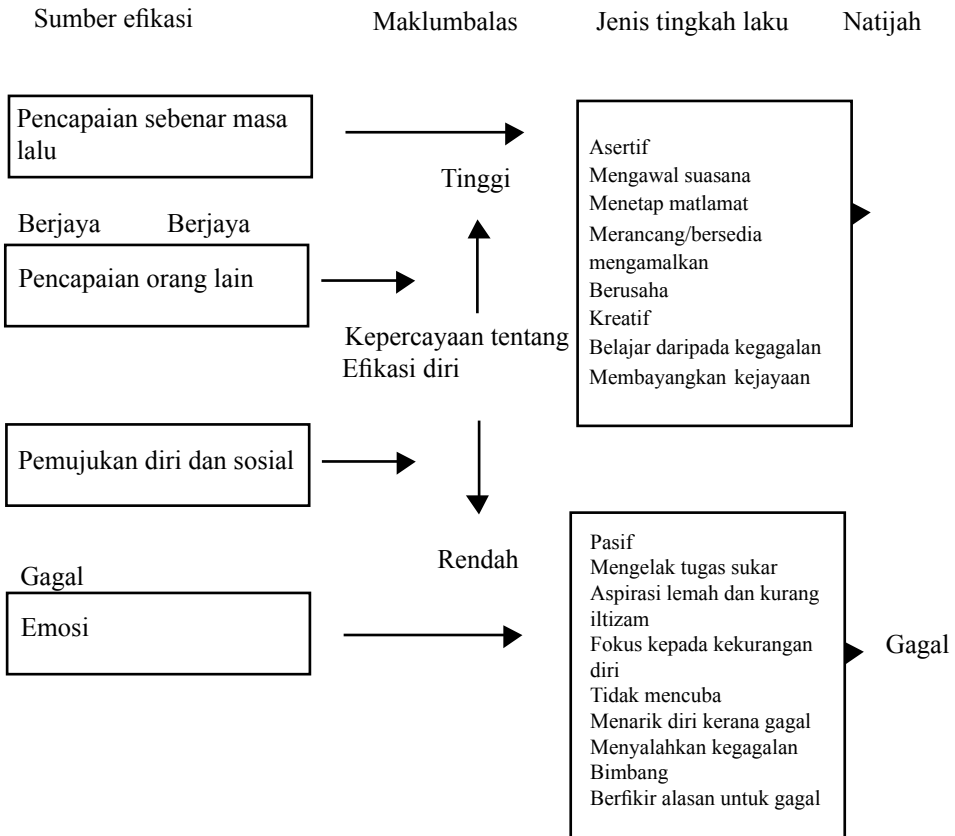 Sumber efikasi
Maklumbalas
Jenis tingkah laku
Natijah
Pencapaian sebenar masa
lalu
Tinggi
Berjaya Berjaya
Pencapaian orang lain
Kepercayaan tentang
Efikasi diri
Pemujukan diri dan sosial
Rendah
Gagal
Emosi
Asertif
Mengawal suasana
Menetap matlamat
Merancang/bersedia
mengamalkan
Berusaha
Kreatif
Belajar daripada kegagalan
Membayangkan kejayaan
Pasif
Mengelak tugas sukar
Aspirasi lemah dan kurang
iltizam
Fokus kepada kekurangan
diri
Tidak mencuba
Menarik diri kerana gagal
Menyalahkan kegagalan
Bimbang
Berfikir alasan untuk gagal
Gagal